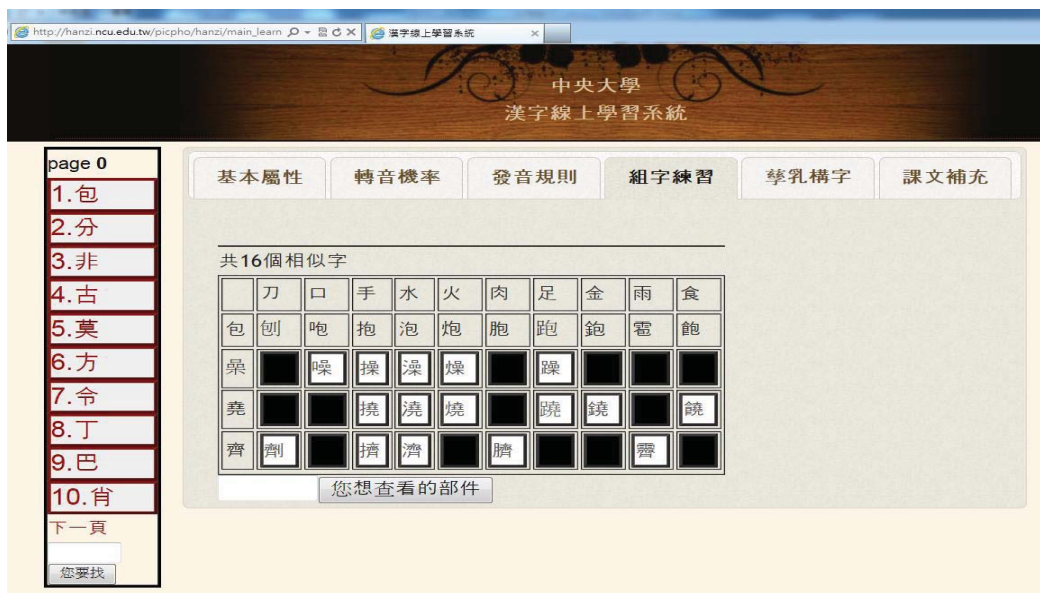 http://hanzi.ncu.edu.tw/picpho/hanzi/main_learn
漢字線上學習系統
中央大學
漢字線上學習系統
page 0
1.包
2.分
3.非
4.古
5.莫
6.方
7.令
8.丁
9.巴
10.肖
下一頁
您要找
基本屬性 轉音機率 發音規則 組字練習 孳乳構字 課文補充
共16個相似字
刀 口 手 水 火 肉 足 金 雨 食
包 刨 咆 抱 泡 炮 胞 跑 鉋 雹 飽
喿 噪 操 澡 燥 躁
堯 撓 澆 燒 蹺 鐃 饒
齊 劑 擠 濟 臍 霽
您想查看的部件